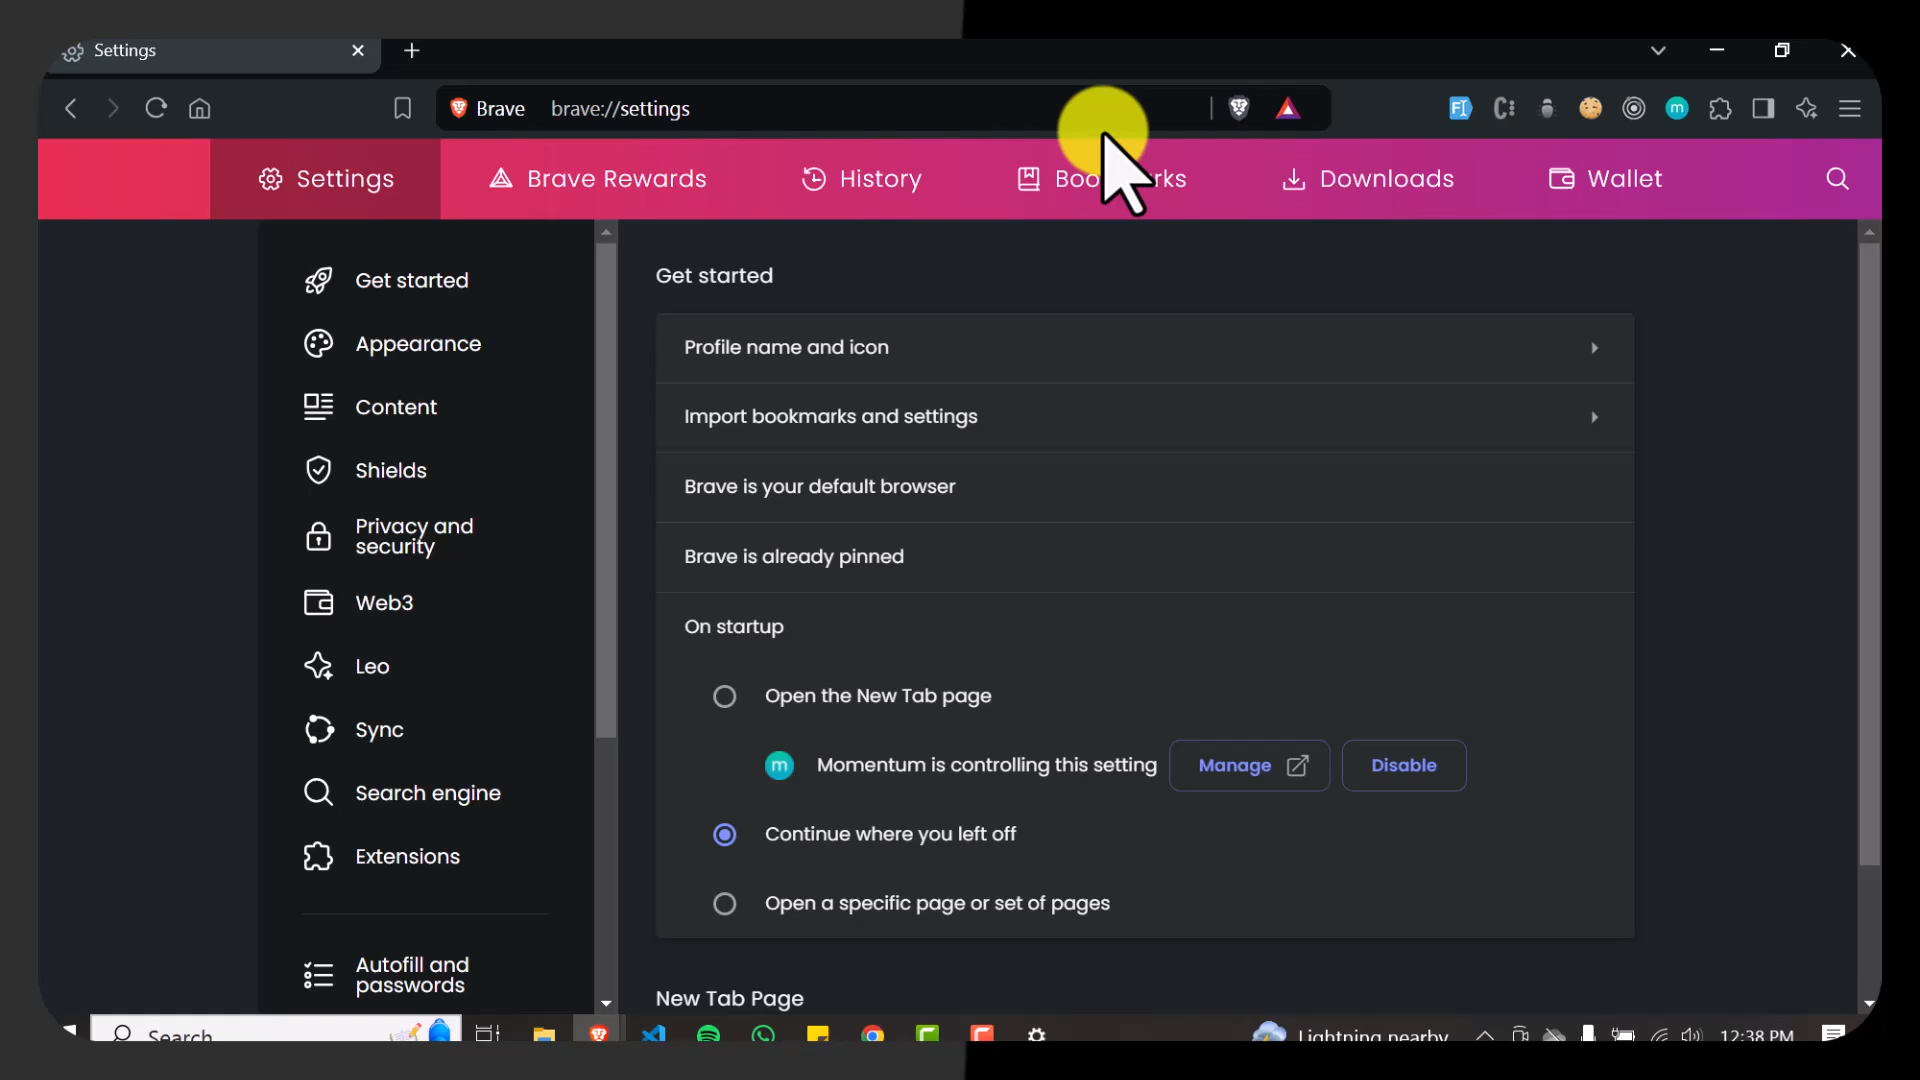 Settings
Brave brave://settings
Settings
Brave Rewards
History
Downloads
Wallet
Get started
Appearance
Content
Shields
Privacy and
security
Web3
Leo
Sync
Search engine
Extensions
Autofill and
passwords
Get started
Profile name and icon
Import bookmarks and settings
Brave is your default browser
Brave is already pinned
On startup
Open the New Tab page
m Momentum is controlling this setting Manage Disable
Continue where you left off
Open a specific page or set of pages
New Tab Page
Search
Lightning nearby
12:38 PM